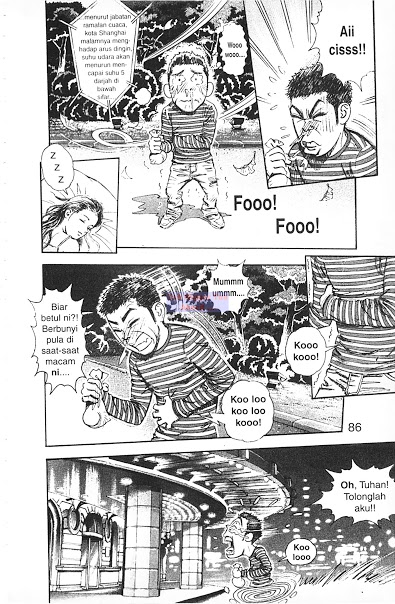 menurut jabatan
ramalan cuaca,
kota Shanghai
malamnya meng-
hadap arus dingin,
suhu udara akan
menurun men-
capai suhu 5
darjah di
bawah
sifar.
Wooo
wooo...
Aii
cisss!!
Z
Z
Z
Fooo!
Fooo!
Biar
betul ni?!
Berbunyi
pula di
saat-saat
macam
ni....
Mummm
ummm....
Kooo
kooo!
Koo loo
koo loo
kooo!
86
Oh, Tuhan!
Tolonglah
aku!!
Koo
looo